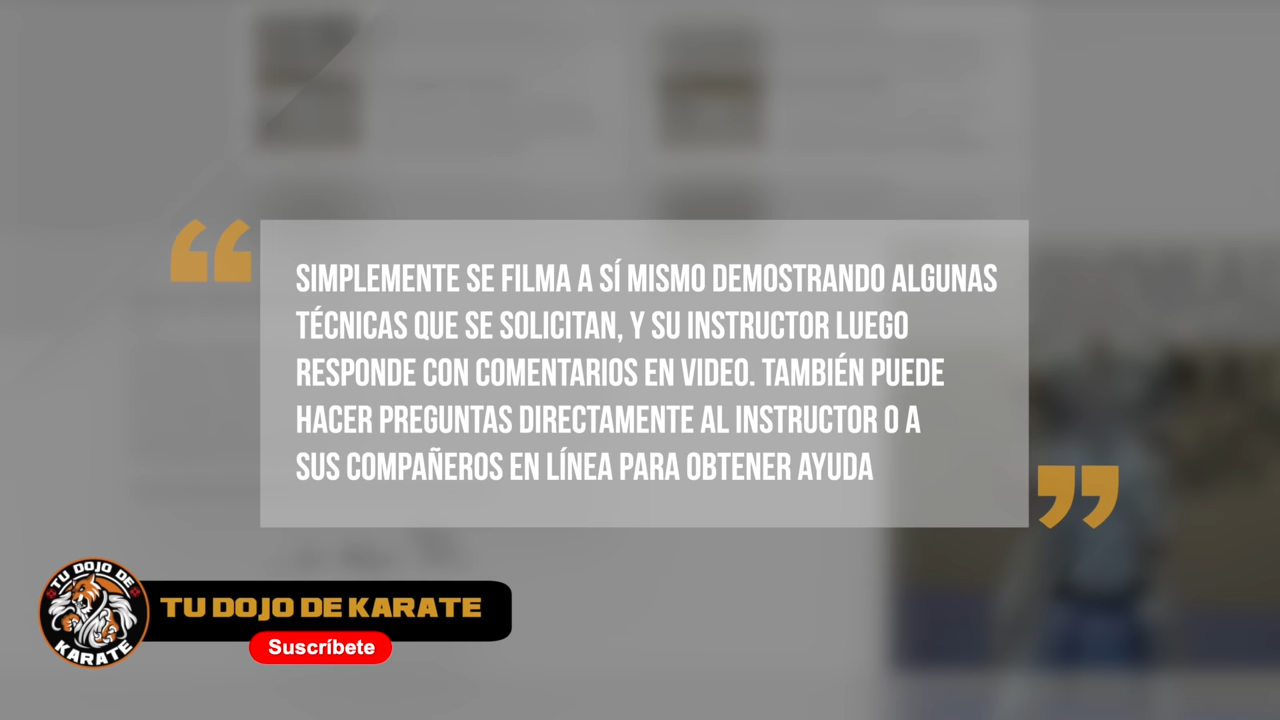 SIMPLEMENTE SE FILMA A SÍ MISMO DEMOSTRANDO ALGUNAS
TÉCNICAS QUE SE SOLICITAN, Y SU INSTRUCTOR LUEGO
RESPONDE CON COMENTARIOS EN VIDEO. TAMBIÉN PUEDE
HACER PREGUNTAS DIRECTAMENTE AL INSTRUCTOR O A
SUS COMPAÑEROS EN LÍNEA PARA OBTENER AYUDA
TU DOJO DE
KARATE
TU DOJO DE KARATE
Suscríbete